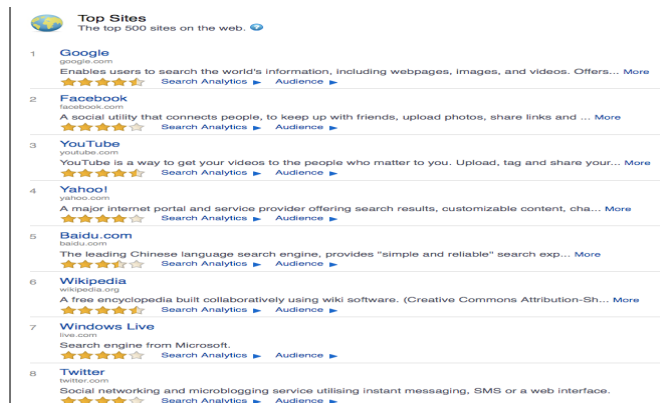 Top Sites
The top 500 sites on the web. ?
1 Google
google.com
Enables users to search the world's information, including webpages, images, and videos. Offers... More
Search Analytics ► Audience ►
2 Facebook
facebook.com
A social utility that connects people, to keep up with friends, upload photos, share links and ... More
Search Analytics ► Audience ►
3 YouTube
youtube.com
YouTube is a way to get your videos to the people who matter to you. Upload, tag and share your... More
Search Analytics ► Audience ►
4 Yahoo!
yahoo.com
A major internet portal and service provider offering search results, customizable content, cha... More
Search Analytics ► Audience ►
5 Baidu.com
baidu.com
The leading Chinese language search engine, provides "simple and reliable" search exp... More
Search Analytics ► Audience ►
6 Wikipedia
wikipedia.org
A free encyclopedia built collaboratively using wiki software. (Creative Commons Attribution-Sh... More
Search Analytics ► Audience ►
7 Windows Live
live.com
Search engine from Microsoft.
Search Analytics ► Audience ►
8 Twitter
twitter.com
Social networking and microblogging service utilising instant messaging, SMS or a web interface.
Search Analytics ► Audience ►